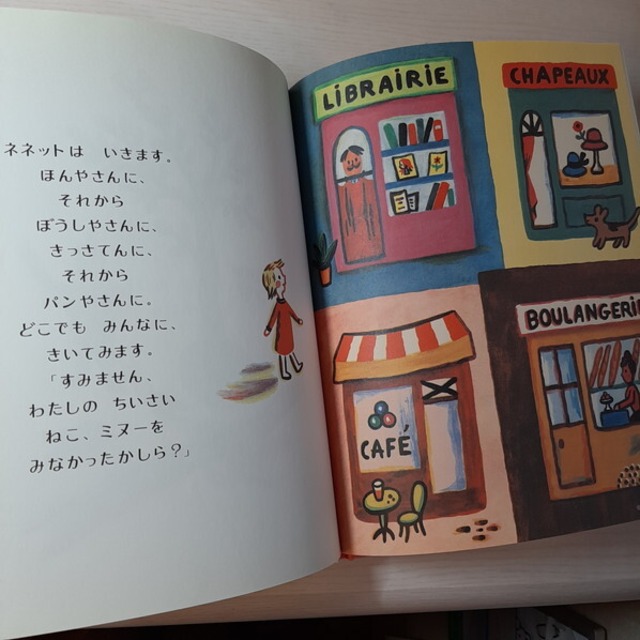 ネネットは　いきます。
ほんやさんに、
それから
ぼうしやさんに、
きっさてんに、
それから
パンやさんに。
どこでも　みんなに、
きいてみます。
「すみません、
わたしの　ちいさい
ねこ、ミヌーを
みなかったかしら？」
LiBRAIRIE
CHAPEAUX
CAFÉ
BOULANGERIE